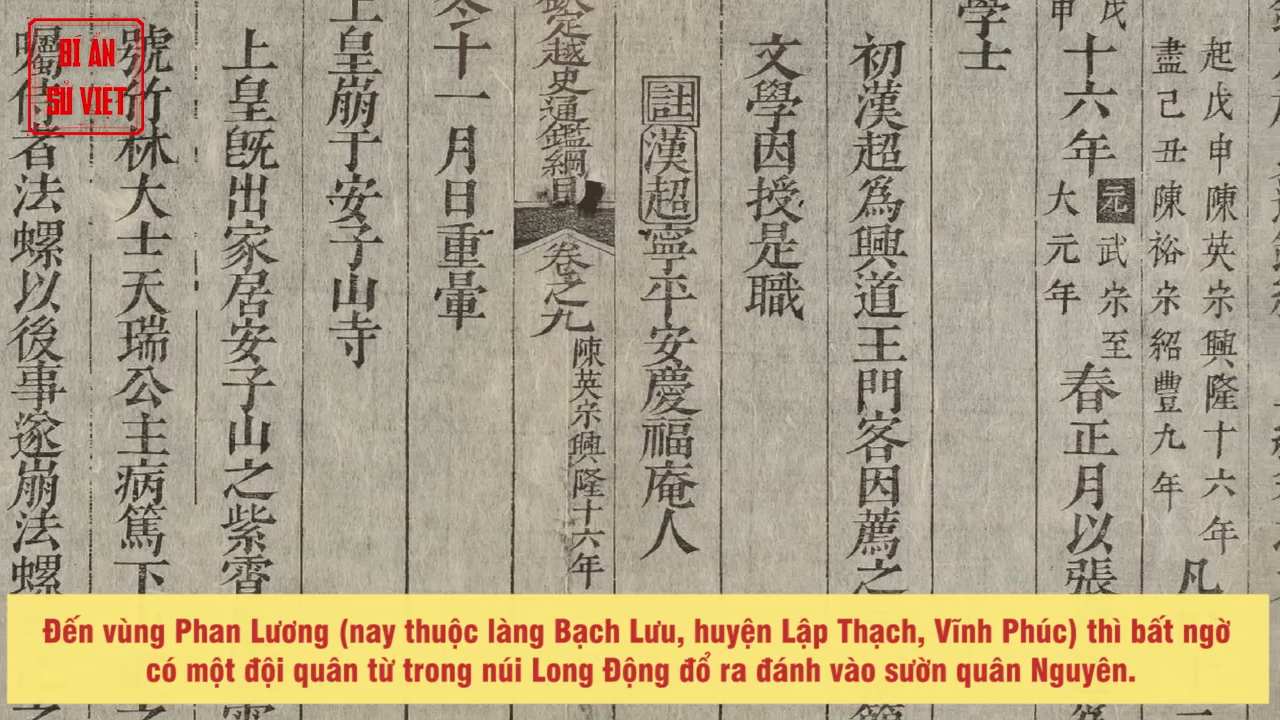 起戊申陳英宗興隆十六年凡
盡己丑陳裕宗紹豐九年
戊
申
十六年
元武宗至
大元年
春正月以張
學士
初漢超爲興道王門客因薦之
文學因授是職
註漢超寧平安慶福庵人
欽定越史通鑑綱目
卷之九
陳英宗興隆十六年
冬十一月日重暈
上皇崩于安子山寺
上皇既出家居安子山之紫霄
號竹林大士天瑞公主病篤下
囑侍者法螺以後事遂崩法螺
BÍ ẨN
SỬ VIỆT
Đến vùng Phan Lương (nay thuộc làng Bạch Lưu, huyện Lập Thạch, Vĩnh Phúc) thì bất ngờ
có một đội quân từ trong núi Long Động đổ ra đánh vào sườn quân Nguyên.